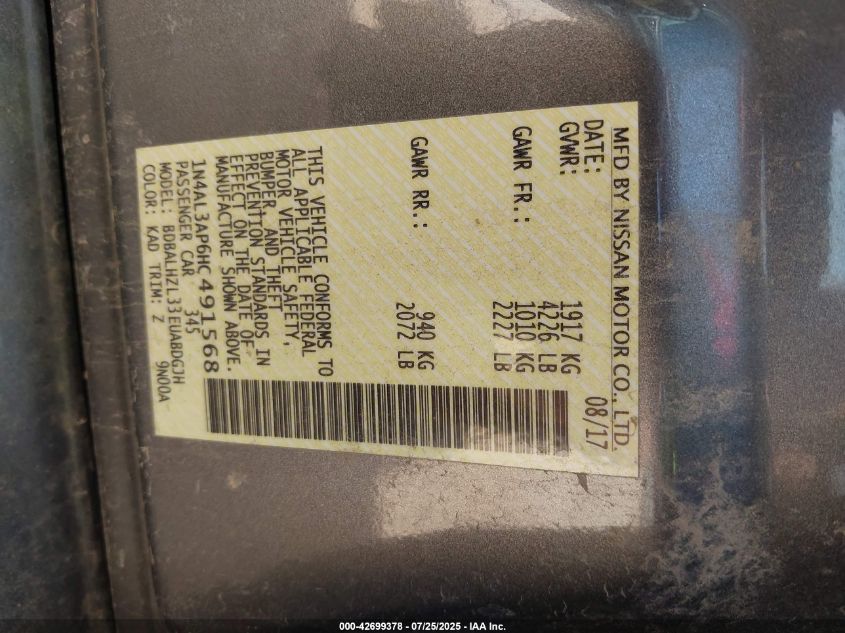 MFD BY NISSAN MOTOR CO., LTD.
DATE: 08/17
GVWR: 1917 KG
4226 LB
GAWR FR.: 1010 KG
2227 LB
GAWR RR.: 940 KG
2072 LB
THIS VEHICLE CONFORMS TO
ALL APPLICABLE FEDERAL
MOTOR VEHICLE SAFETY,
BUMPER, AND THEFT
PREVENTION STANDARDS IN
EFFECT ON THE DATE OF
MANUFACTURE SHOWN ABOVE.
1N4AL3AP6HC491568
PASSENGER CAR 345
MODEL: BDBALHZL33EUA8DGJH
COLOR: KAD TRIM: Z 9N00A
000-42699378 - 07/25/2025 - IAA Inc.